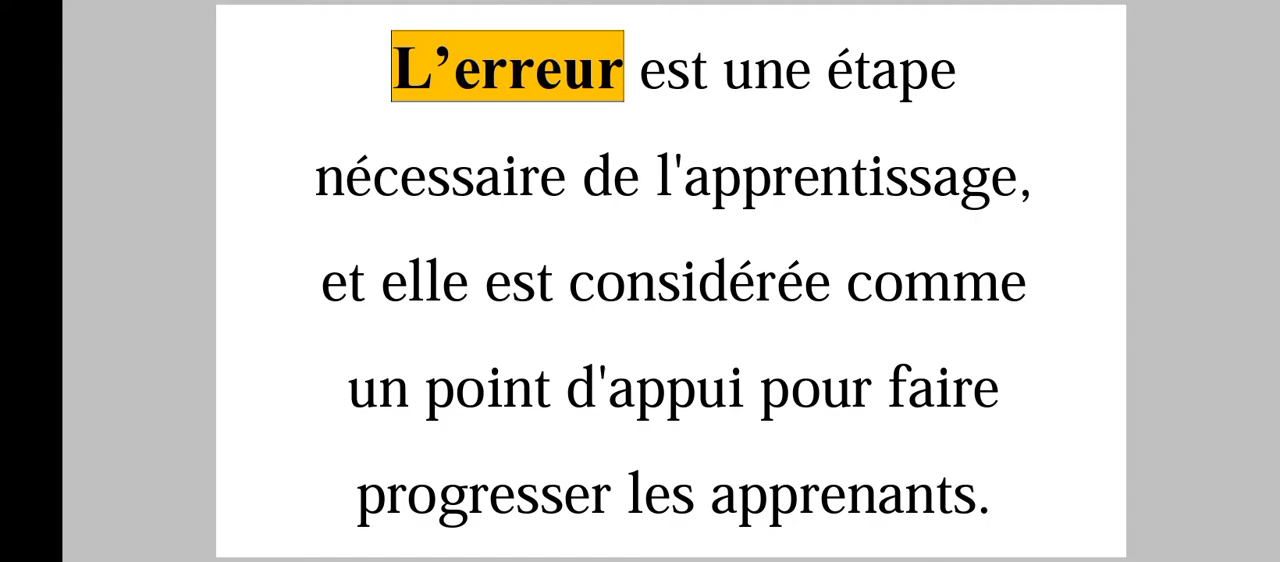 L’erreur est une étape
nécessaire de l'apprentissage,
et elle est considérée comme
un point d'appui pour faire
progresser les apprenants.